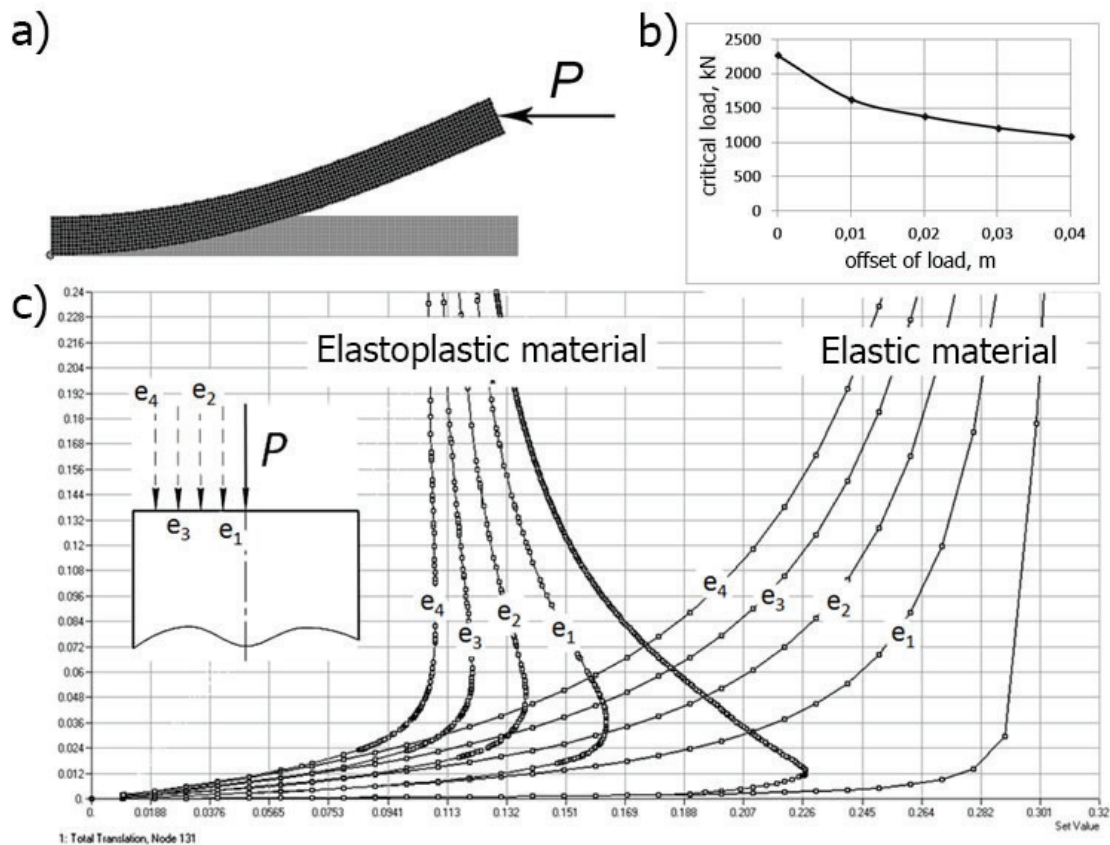 a)
P
b)
critical load, kN
2500
2000
1500
1000
500
0
0 0,01 0,02 0,03 0,04
offset of load, m
c)
0.24
0.228
0.216
0.204
0.192
0.18
0.168
0.156
0.144
0.132
0.12
0.108
0.096
0.084
0.072
0.06
0.048
0.036
0.024
0.012
0.
Elastoplastic material
Elastic material
e4 e2
P
e3 e1
e4 e3 e2 e1
e4 e3 e2 e1
0. 0.0188 0.0376 0.0565 0.0753 0.0941 0.113 0.132 0.151 0.169 0.188 0.207 0.226 0.245 0.264 0.282 0.301 0.32
Set Value
1: Total Translation, Node 131